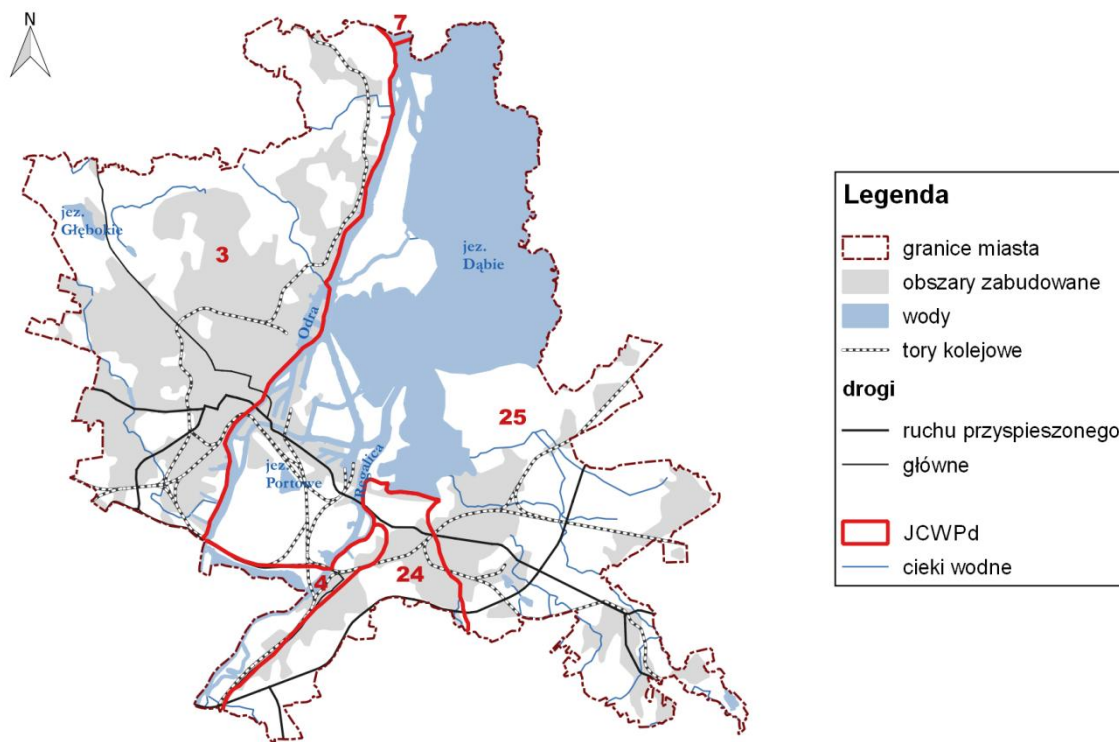 N
7
jez.
Głębokie
3
jez.
Dąbie
Odra
25
jez.
Portowe
Regalica
4
24
Legenda
granice miasta
obszary zabudowane
wody
tory kolejowe
drogi
ruchu przyspieszonego
główne
JCWPd
cieki wodne